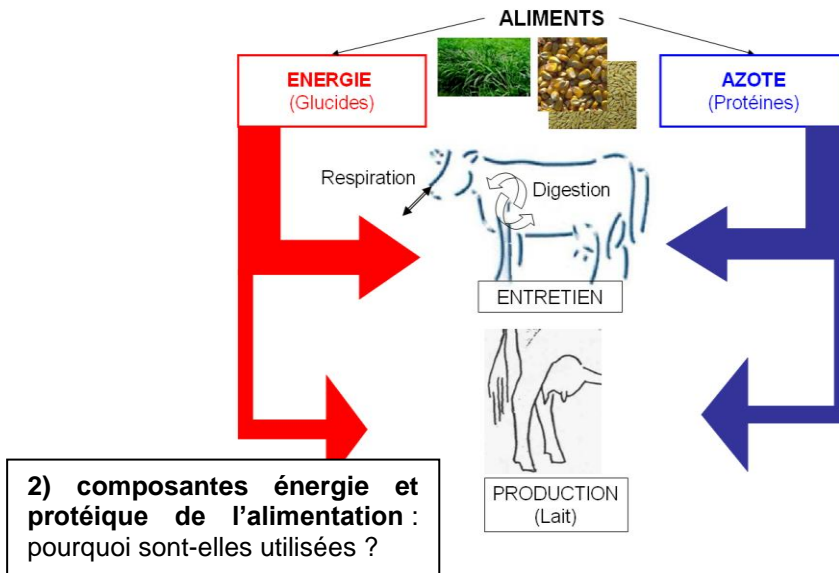 ALIMENTS
ENERGIE
(Glucides)
AZOTE
(Protéines)
Respiration
Digestion
ENTRETIEN
PRODUCTION
(Lait)
2) composantes énergie et
protéique de l'alimentation :
pourquoi sont-elles utilisées ?